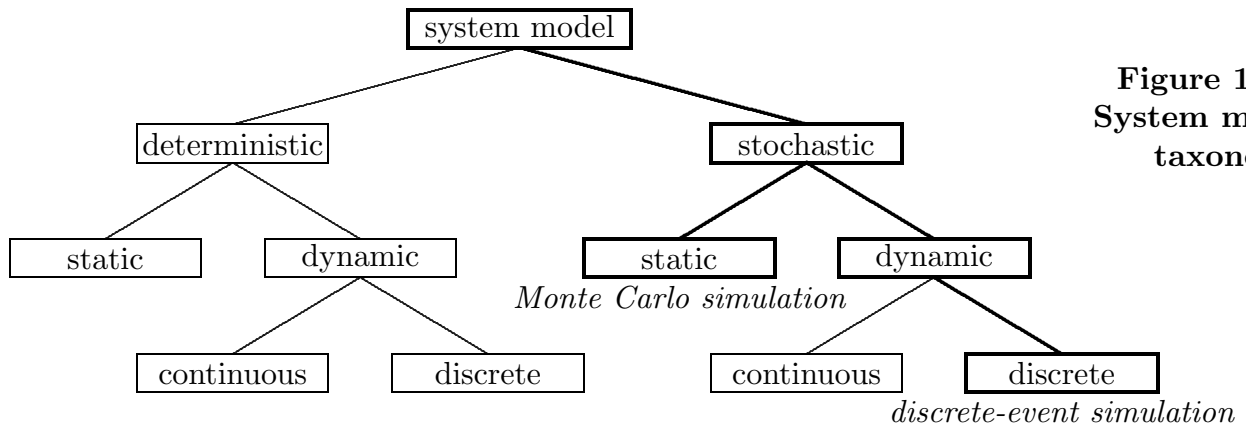 system model
Figure 1
System m
taxon
deterministic
stochastic
static
dynamic
static
dynamic
Monte Carlo simulation
continuous
discrete
continuous
discrete
discrete-event simulation